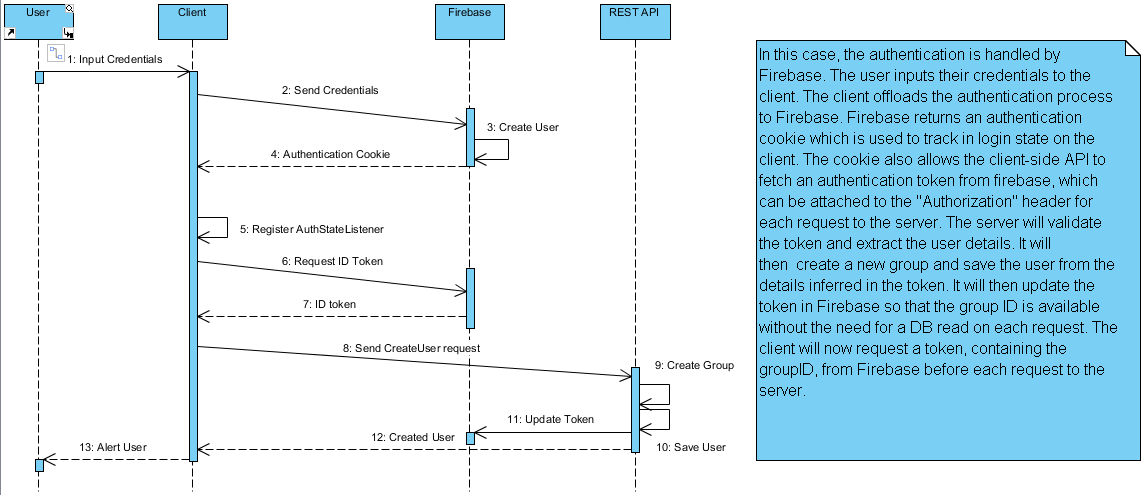 User
Client
Firebase
REST API
1: Input Credentials
2: Send Credentials
3: Create User
4: Authentication Cookie
5: Register AuthStateListener
6: Request ID Token
7: ID token
8: Send CreateUser request
9: Create Group
11: Update Token
12: Created User
10: Save User
13: Alert User
In this case, the authentication is handled by
Firebase. The user inputs their credentials to the
client. The client offloads the authentication process
to Firebase. Firebase returns an authentication
cookie which is used to track in login state on the
client. The cookie also allows the client-side API to
fetch an authentication token from firebase, which
can be attached to the "Authorization" header for
each request to the server. The server will validate
the token and extract the user details. It will
then  create a new group and save the user from the
details inferred in the token. It will then update the
token in Firebase so that the group ID is available
without the need for a DB read on each request. The
client will now request a token, containing the
groupID, from Firebase before each request to the
server.